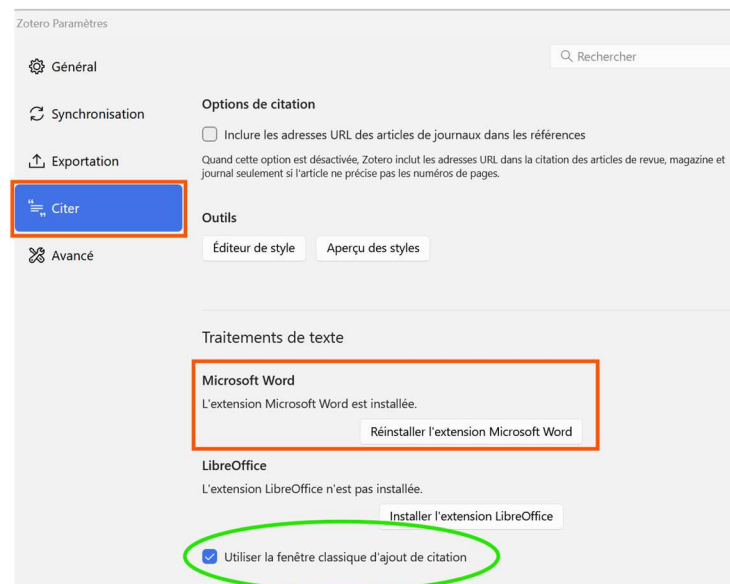 Zotero Paramètres
Général
Rechercher
Synchronisation
Exportation
Citer
Avancé
Options de citation
Inclure les adresses URL des articles de journaux dans les références
Quand cette option est désactivée, Zotero inclut les adresses URL dans la citation des articles de revue, magazine et
journal seulement si l'article ne précise pas les numéros de pages.
Outils
Éditeur de style
Aperçu des styles
Traitements de texte
Microsoft Word
L'extension Microsoft Word est installée.
Réinstaller l'extension Microsoft Word
LibreOffice
L'extension LibreOffice n'est pas installée.
Installer l'extension LibreOffice
Utiliser la fenêtre classique d'ajout de citation